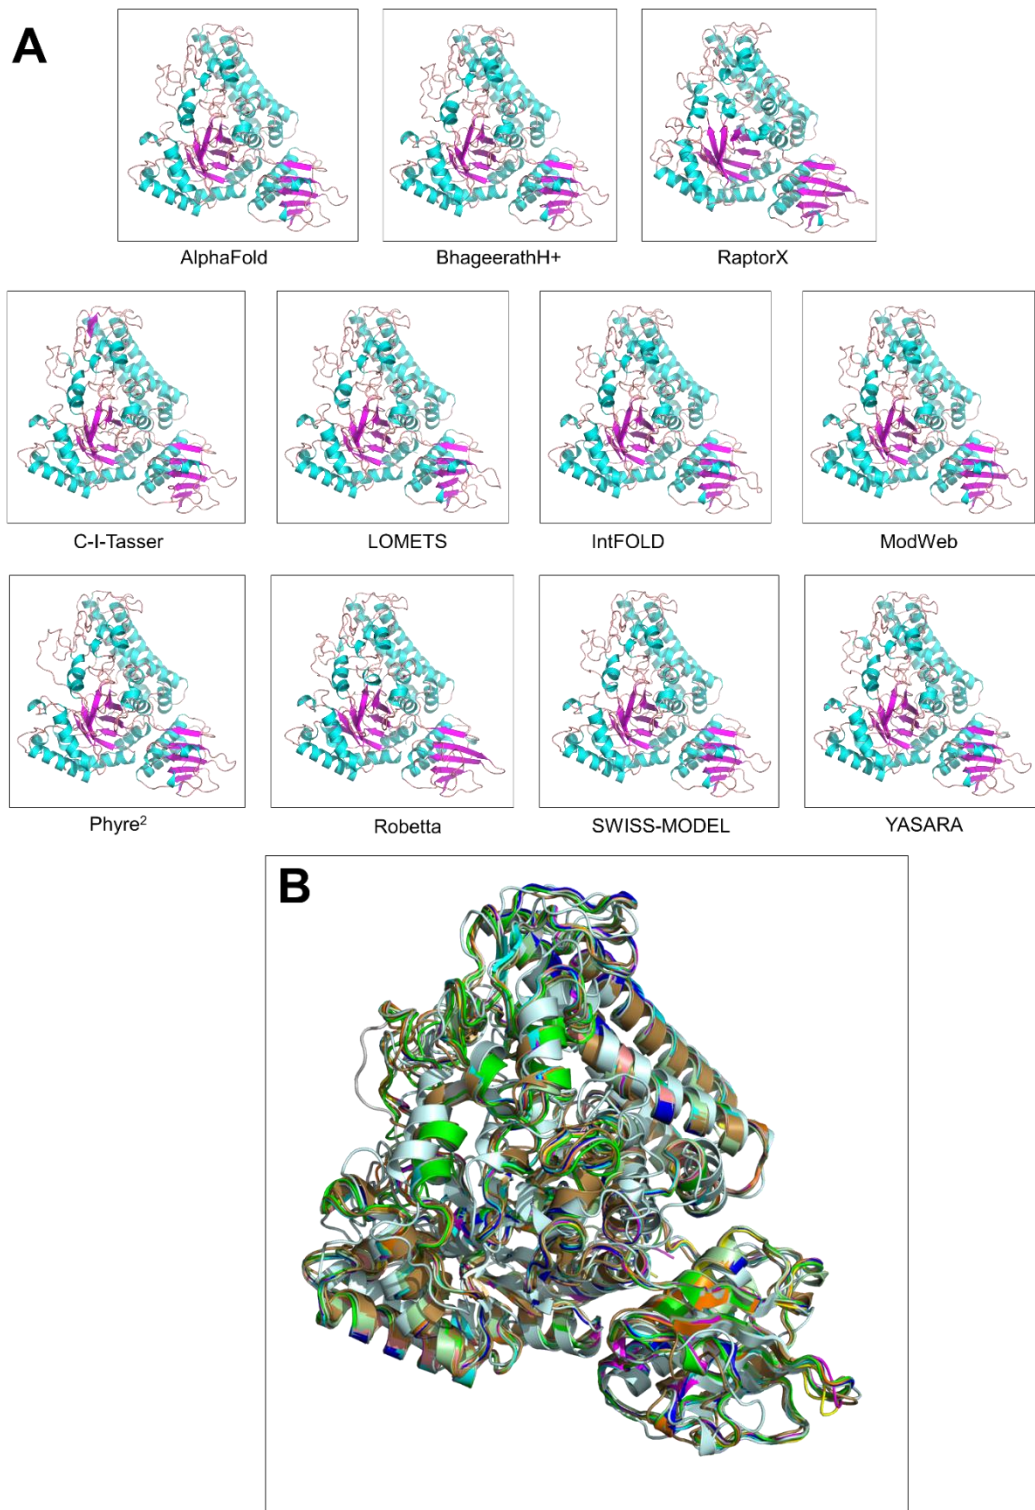 A
AlphaFold
BhageerathH+
RaptorX
C-I-Tasser
LOMETS
IntFOLD
ModWeb
Phyre²
Robetta
SWISS-MODEL
YASARA
B